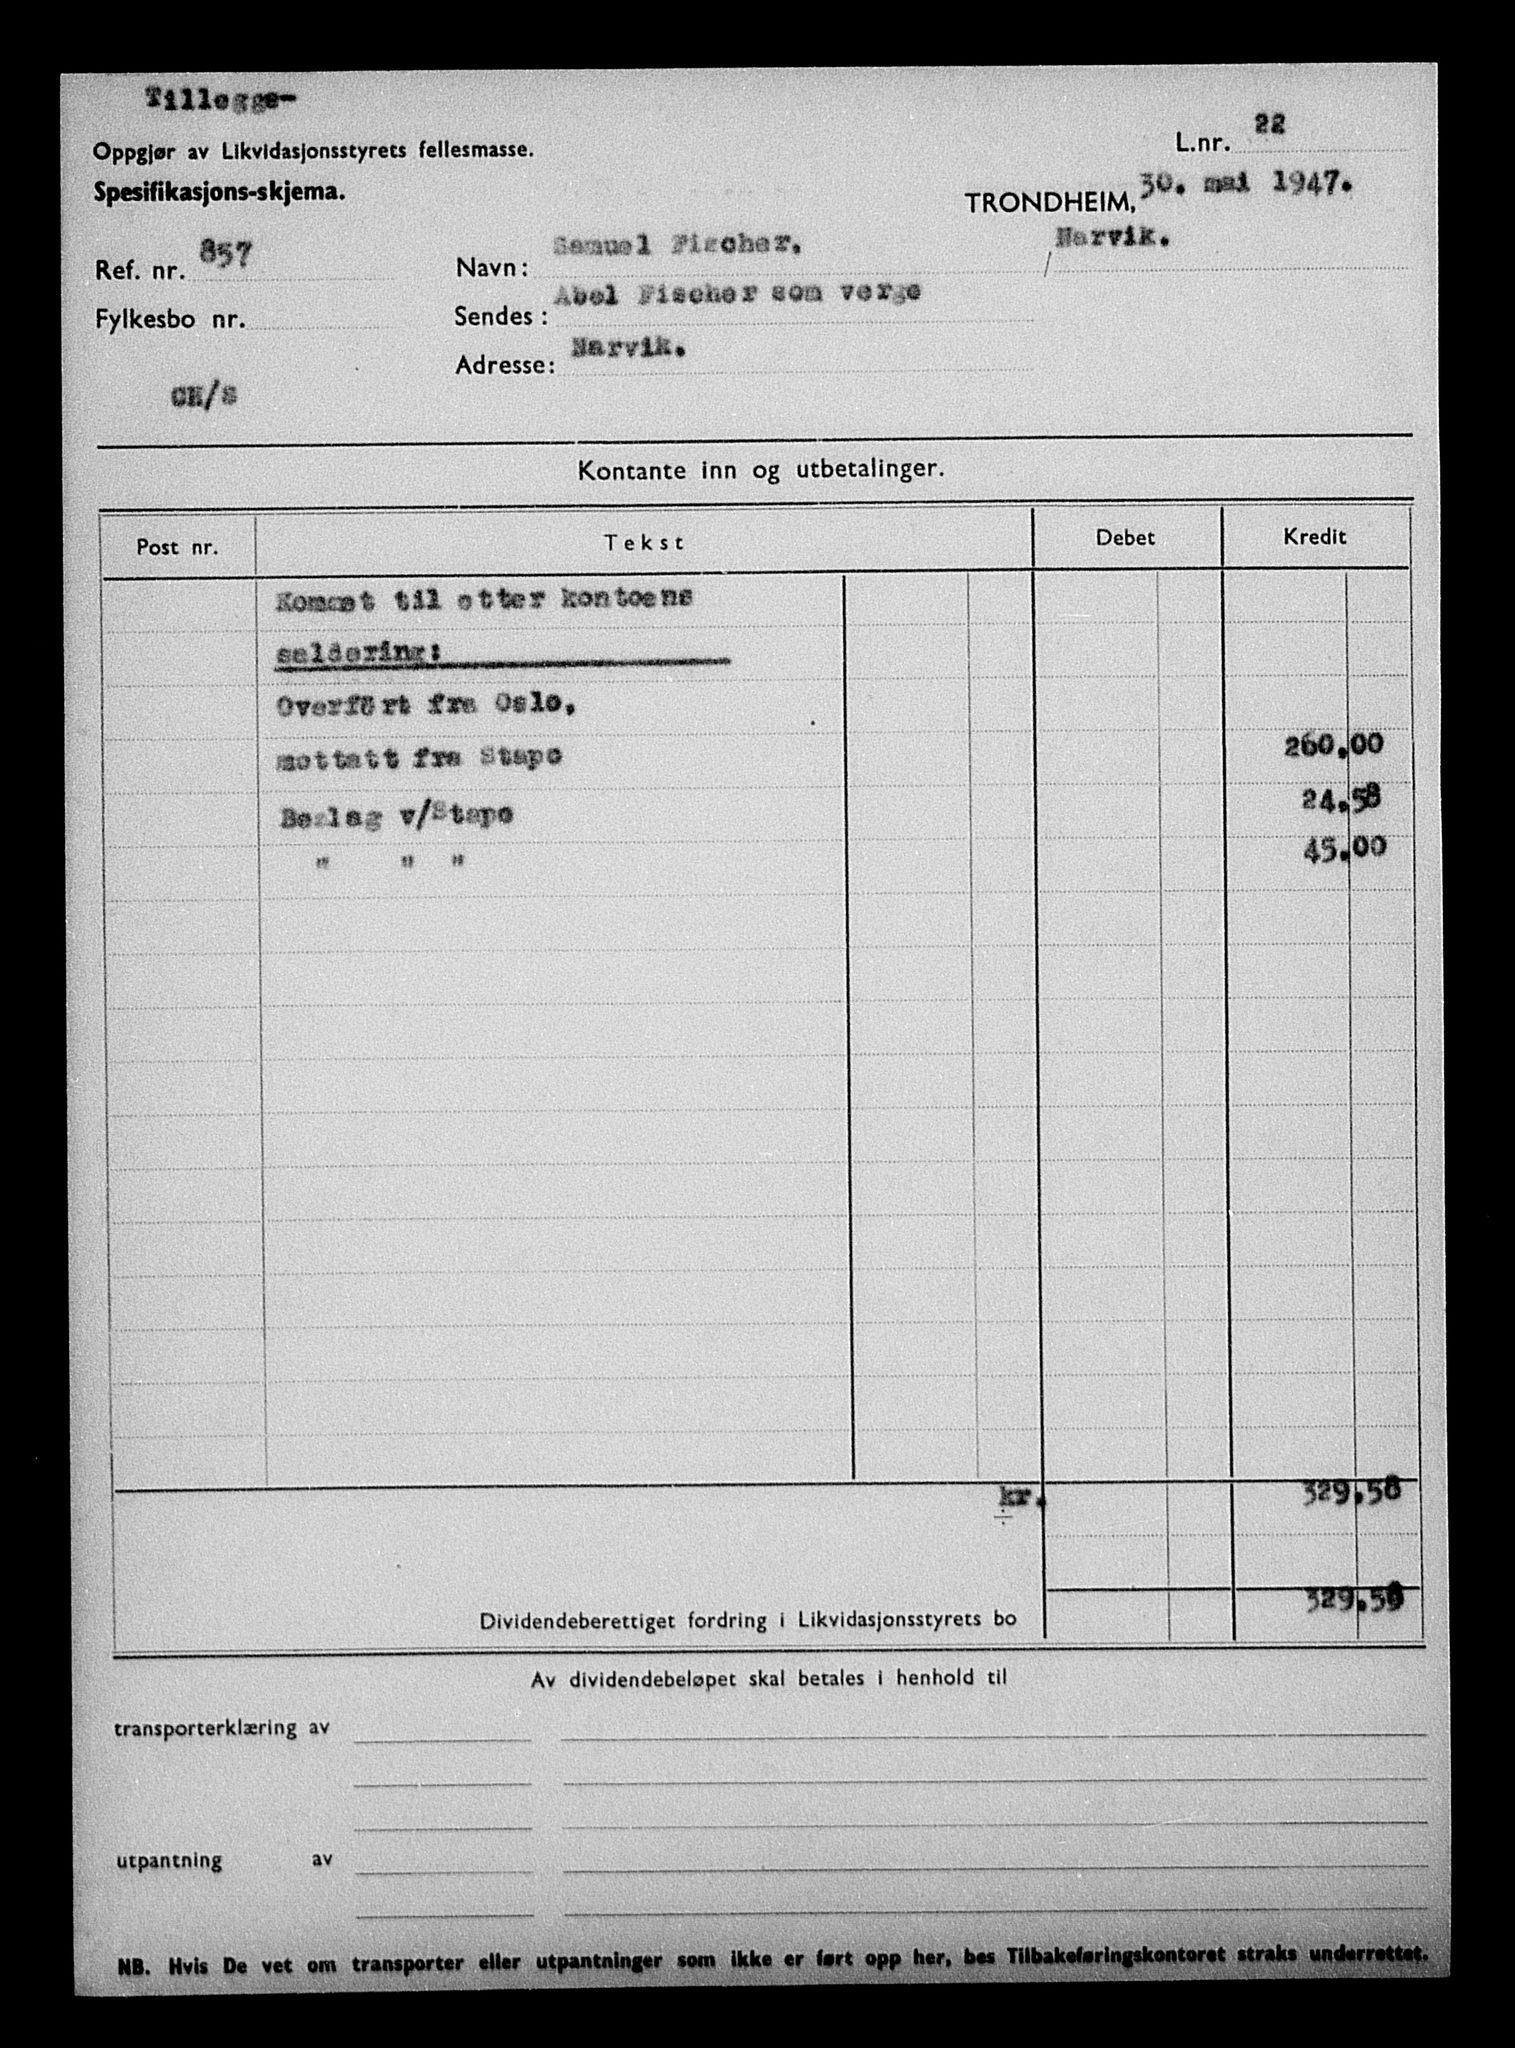 Tillegge-
Oppgjør av Likvidasjonsstyrets fellesmasse.
L.nr. 22
Spesifikasjons-skjema.
TRONDHEIM, 30. mai 1947.
Ref. nr. 857
Navn: Samuel Fischer. / Narvik.
Fylkesbo nr.
Sendes: Abel Fischer som verge
Adresse: Narvik.
CH/S
Kontante inn og utbetalinger.
Post nr. Tekst Debet Kredit
Kommet til etter kontoens
saldering:
Overført fra Oslo,
mottatt fra Stapo 260,00
Beslag v/Stapo 24,58
" " " 45,00
kr. 329,58
÷
Dividendeberettiget fordring i Likvidasjonsstyrets bo 329,58
Av dividendebeløpet skal betales i henhold til
transporterklæring av
utpantning av
NB. Hvis De vet om transporter eller utpantninger som ikke er ført opp her, bes Tilbakeføringskontoret straks underrettet.